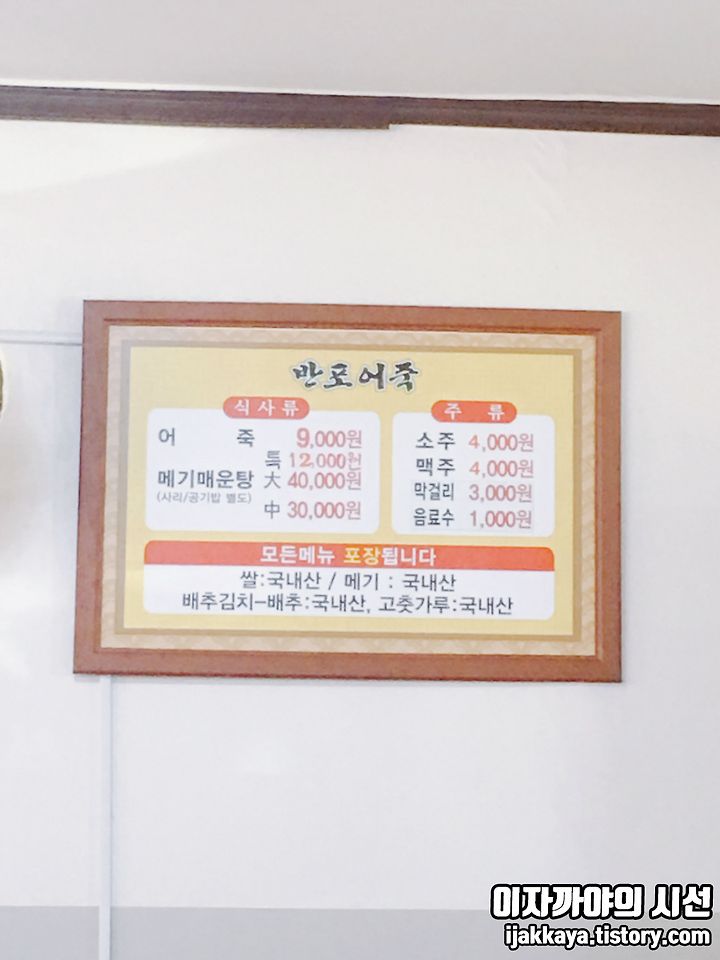 반포어죽
식사류
어 죽 9,000원
특 12,000원
메기매운탕 大 40,000원
(사리/공기밥 별도)
中 30,000원
주 류
소주 4,000원
맥주 4,000원
막걸리 3,000원
음료수 1,000원
모든메뉴 포장됩니다
쌀:국내산 / 메기 : 국내산
배추김치-배추:국내산, 고춧가루:국내산
이자까야의 시선
ijakkaya.tistory.com